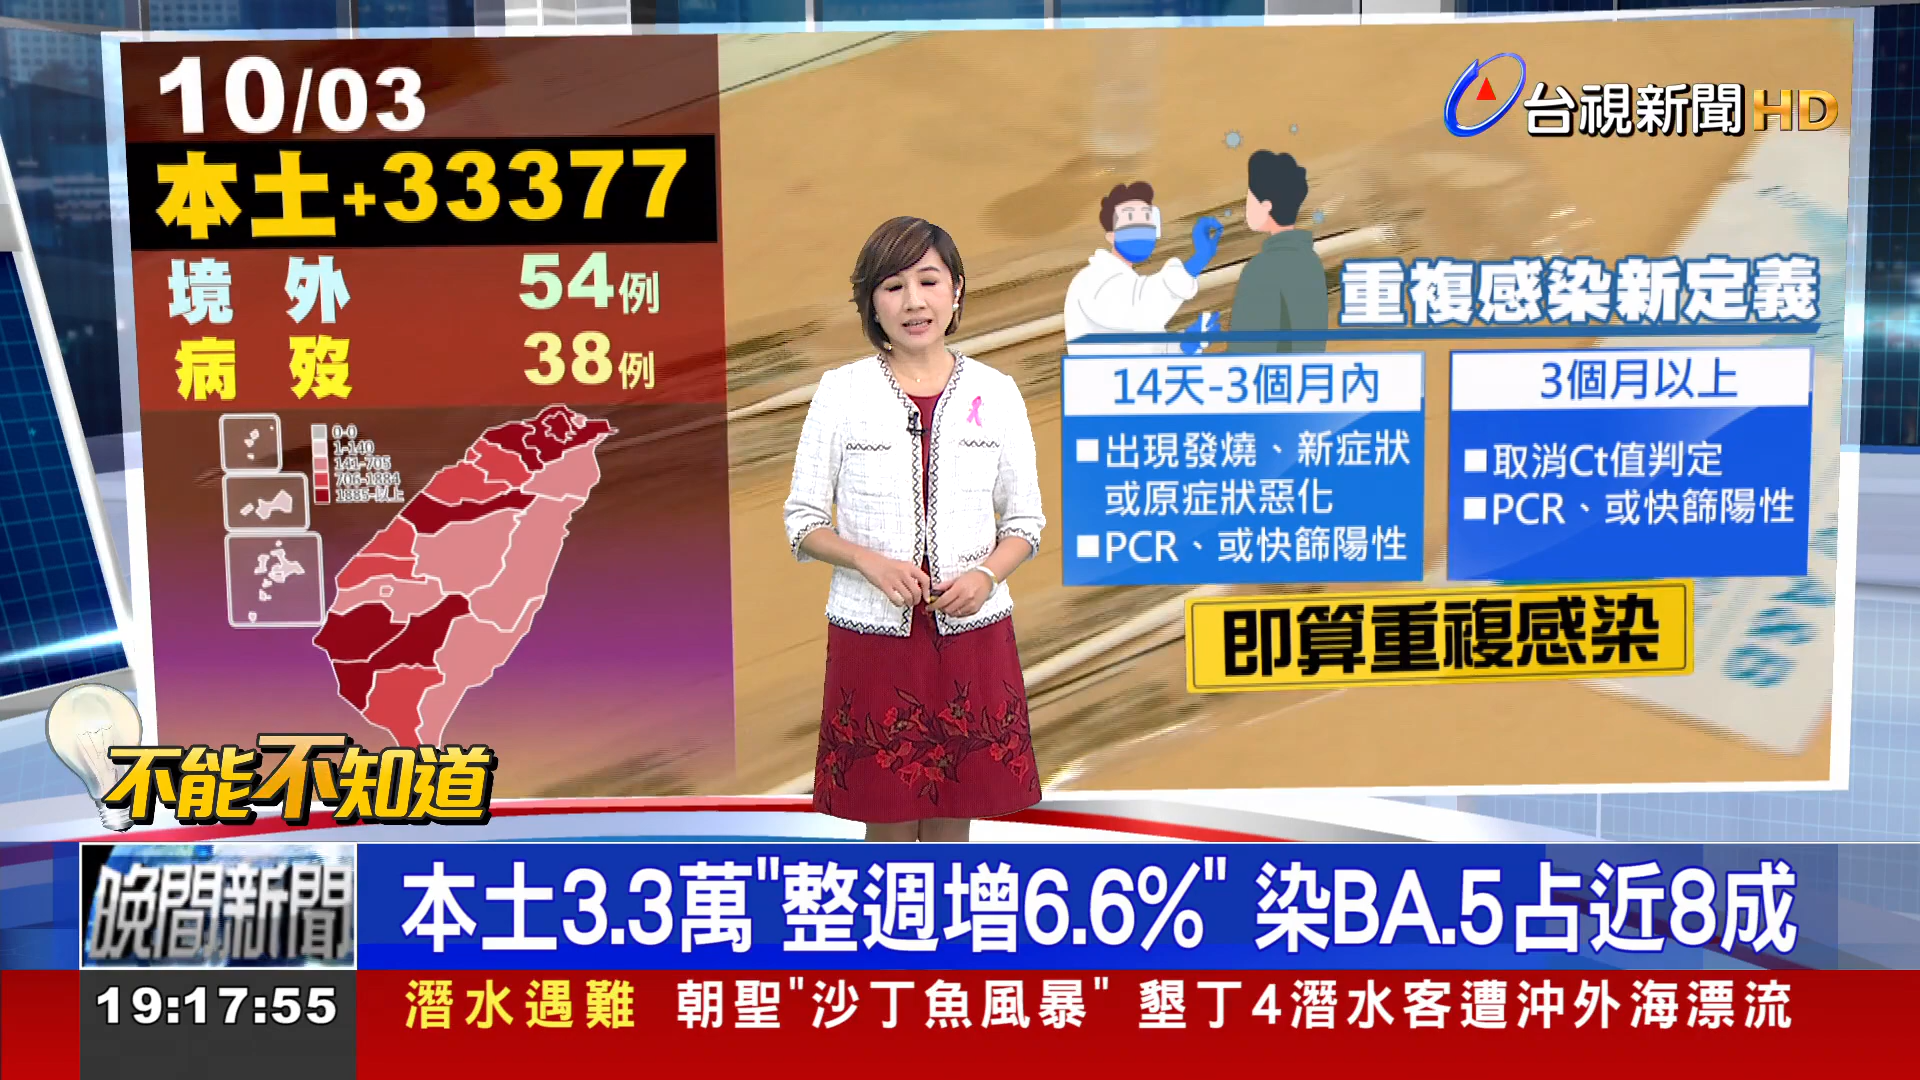 10/03
本土+33377
境外 54例
病歿 38例
0-0
1-140
141-705
706-1884
1885-以上
台視新聞HD
重複感染新定義
14天-3個月內
■出現發燒、新症狀
或原症狀惡化
■PCR、或快篩陽性
3個月以上
■取消Ct值判定
■PCR、或快篩陽性
即算重複感染
不能不知道
晚間新聞
本土3.3萬"整週增6.6%" 染BA.5占近8成
19:17:55
潛水遇難 朝聖"沙丁魚風暴" 墾丁4潛水客遭沖外海漂流